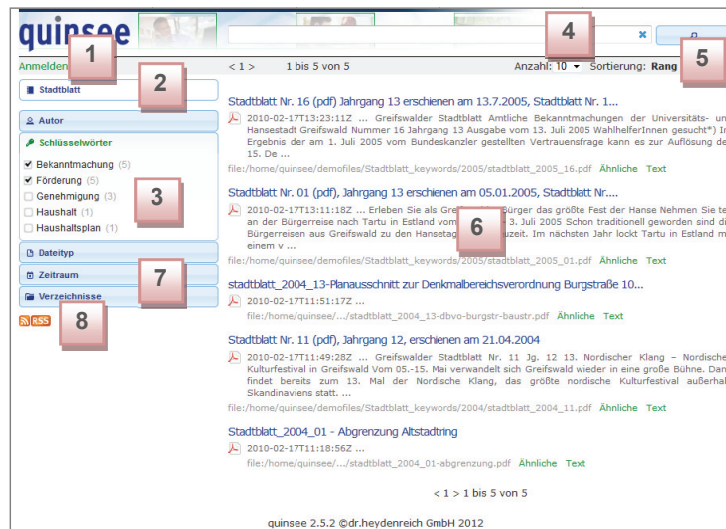 quinsee
Anmelden
1
2
3
4
5
6
7
8
Stadtblatt
Autor
Schlüsselwörter
Bekanntmachung (5)
Förderung (5)
Genehmigung (3)
Haushalt (1)
Haushaltsplan (1)
Dateityp
Zeitraum
Verzeichnisse
RSS
< 1 > 1 bis 5 von 5 Anzahl: 10 Sortierung: Rang
Stadtblatt Nr. 16 (pdf) Jahrgang 13 erschienen am 13.7.2005, Stadtblatt Nr. 1...
2010-02-17T13:23:11Z ... Greifswalder Stadtblatt Amtliche Bekanntmachungen der Universitäts- un
Hansestadt Greifswald Nummer 16 Jahrgang 13 Ausgabe vom 13. Juli 2005 WahlhelferInnen gesucht*) In
Ergebnis der am 1. Juli 2005 vom Bundeskanzler gestellten Vertrauensfrage kann es zur Auflösung de
15. De ...
file:/home/quinsee/demofiles/Stadtblatt_keywords/2005/stadtblatt_2005_16.pdf Ähnliche Text
Stadtblatt Nr. 01 (pdf), Jahrgang 13 erschienen am 05.01.2005, Stadtblatt Nr....
2010-02-17T13:11:18Z ... Erleben Sie als Gre Bürger das größte Fest der Hanse Nehmen Sie te
an der Bürgerreise nach Tartu in Estland vom 3. Juli 2005 Schon traditionell geworden sind di
Bürgerreisen aus Greifswald zu den Hansetag uzeit. Im nächsten Jahr lockt Tartu in Estland m
einem v ...
file:/home/quinsee/demofiles/Stadtblatt_keywords/2005/stadtblatt_2005_01.pdf Ähnliche Text
stadtblatt_2004_13-Planausschnitt zur Denkmalbereichsverordnung Burgstraße 10...
2010-02-17T11:51:17Z ...
file:/home/quinsee/.../stadtblatt_2004_13-dbvo-burgstr-baustr.pdf Ähnliche Text
Stadtblatt Nr. 11 (pdf), Jahrgang 12, erschienen am 21.04.2004
2010-02-17T11:49:28Z ... Greifswalder Stadtblatt Nr. 11 Jg. 12 13. Nordischer Klang – Nordische
Kulturfestival in Greifswald Vom 05.-15. Mai verwandelt sich Greifswald wieder in eine große Bühne. Dan
findet bereits zum 13. Mal der Nordsche Klang, das größte nordische Kulturfestival außerhal
Skandinaviens statt. ...
file:/home/quinsee/demofiles/Stadtblatt_keywords/2004/stadtblatt_2004_11.pdf Ähnliche Text
Stadtblatt_2004_01 - Abgrenzung Altstadtring
2010-02-17T11:18:56Z ...
file:/home/quinsee/.../stadtblatt_2004_01-abgrenzung.pdf Ähnliche Text
< 1 > 1 bis 5 von 5
quinsee 2.5.2 ©dr.heydenreich GmbH 2012